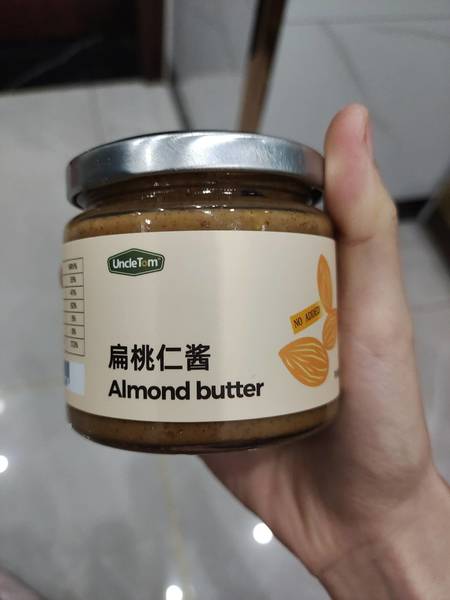 UncleTom
NO ADDED
扁桃仁酱
Almond butter